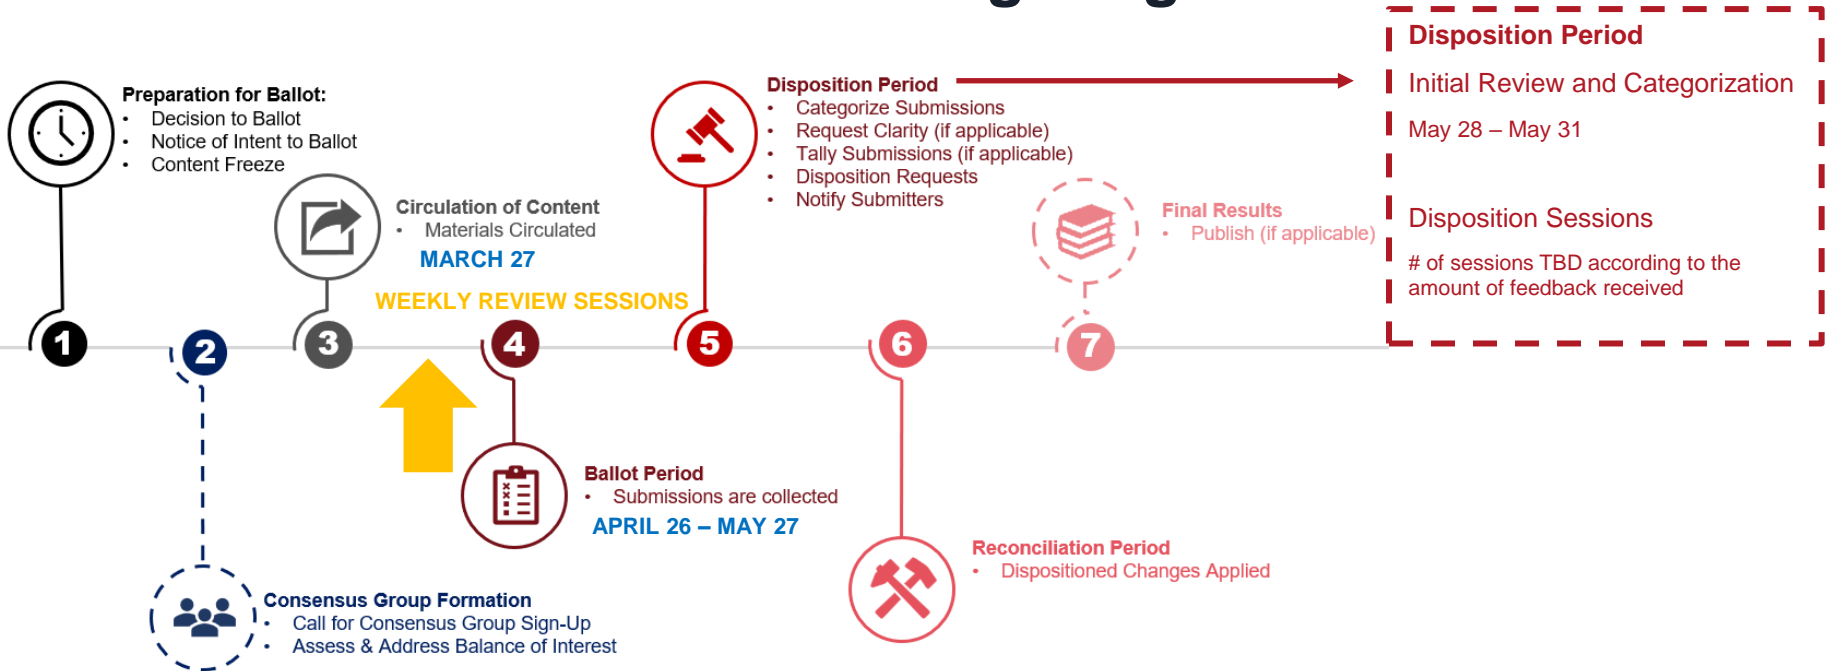 Preparation for Ballot:
• Decision to Ballot
• Notice of Intent to Ballot
• Content Freeze
Circulation of Content
• Materials Circulated
MARCH 27
WEEKLY REVIEW SESSIONS
Disposition Period
• Categorize Submissions
• Request Clarity (if applicable)
• Tally Submissions (if applicable)
• Disposition Requests
• Notify Submitters
Final Results
• Publish (if applicable)
Disposition Period
Initial Review and Categorization
May 28 – May 31
Disposition Sessions
# of sessions TBD according to the
amount of feedback received
1
2
3
4
5
6
7
Ballot Period
• Submissions are collected
APRIL 26 – MAY 27
Reconciliation Period
• Dispositioned Changes Applied
Consensus Group Formation
• Call for Consensus Group Sign-Up
• Assess & Address Balance of Interest